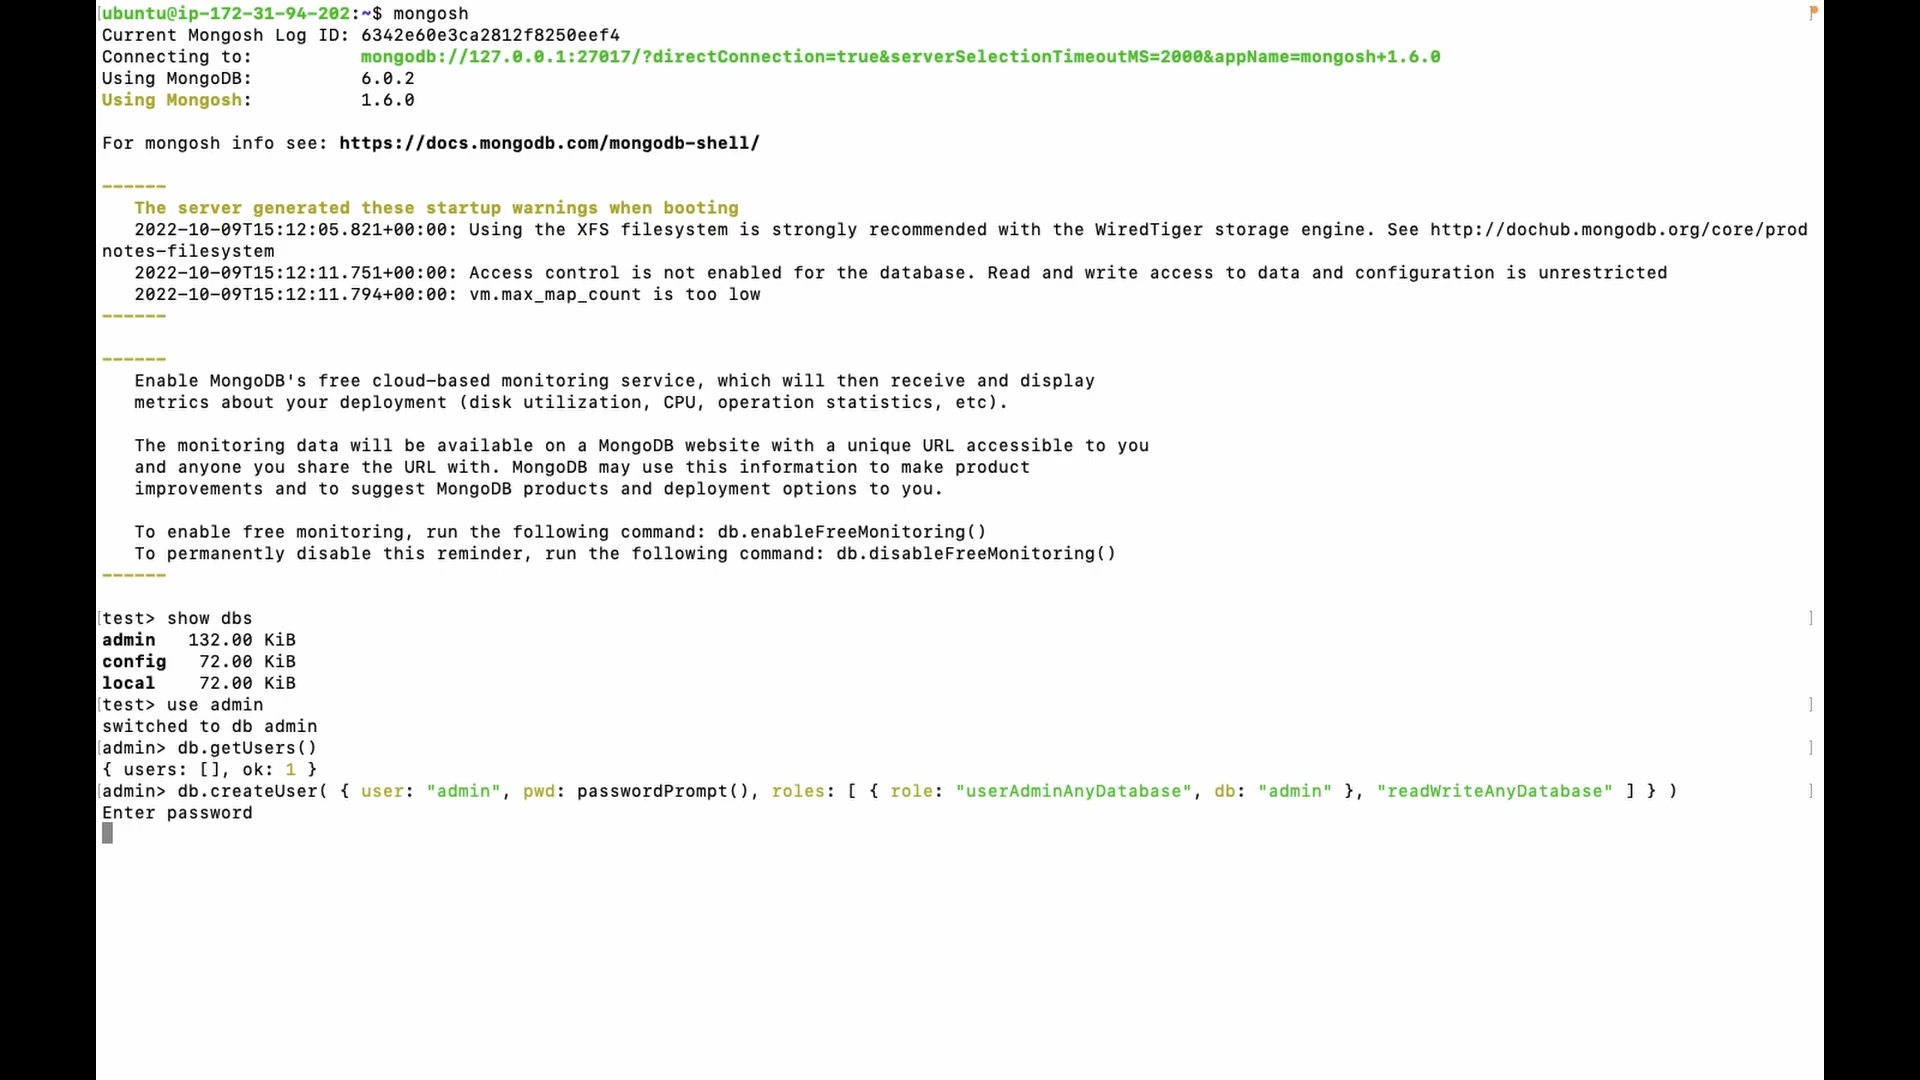 [ubuntu@ip-172-31-94-202:~$ mongosh ]
Current Mongosh Log ID: 6342e60e3ca2812f8250eef4
Connecting to:          mongodb://127.0.0.1:27017/?directConnection=true&serverSelectionTimeoutMS=2000&appName=mongosh+1.6.0
Using MongoDB:          6.0.2
Using Mongosh:          1.6.0
For mongosh info see: https://docs.mongodb.com/mongodb-shell/
------
   The server generated these startup warnings when booting
   2022-10-09T15:12:05.821+00:00: Using the XFS filesystem is strongly recommended with the WiredTiger storage engine. See http://dochub.mongodb.org/core/prod
notes-filesystem
   2022-10-09T15:12:11.751+00:00: Access control is not enabled for the database. Read and write access to data and configuration is unrestricted
   2022-10-09T15:12:11.794+00:00: vm.max_map_count is too low
------
------
   Enable MongoDB's free cloud-based monitoring service, which will then receive and display
   metrics about your deployment (disk utilization, CPU, operation statistics, etc).
   The monitoring data will be available on a MongoDB website with a unique URL accessible to you
   and anyone you share the URL with. MongoDB may use this information to make product
   improvements and to suggest MongoDB products and deployment options to you.
   To enable free monitoring, run the following command: db.enableFreeMonitoring()
   To permanently disable this reminder, run the following command: db.disableFreeMonitoring()
------
[test> show dbs ]
admin   132.00 KiB
config   72.00 KiB
local    72.00 KiB
[test> use admin ]
switched to db admin
[admin> db.getUsers() ]
{ users: [], ok: 1 }
[admin> db.createUser( { user: "admin", pwd: passwordPrompt(), roles: [ { role: "userAdminAnyDatabase", db: "admin" }, "readWriteAnyDatabase" ] } ) ]
Enter password